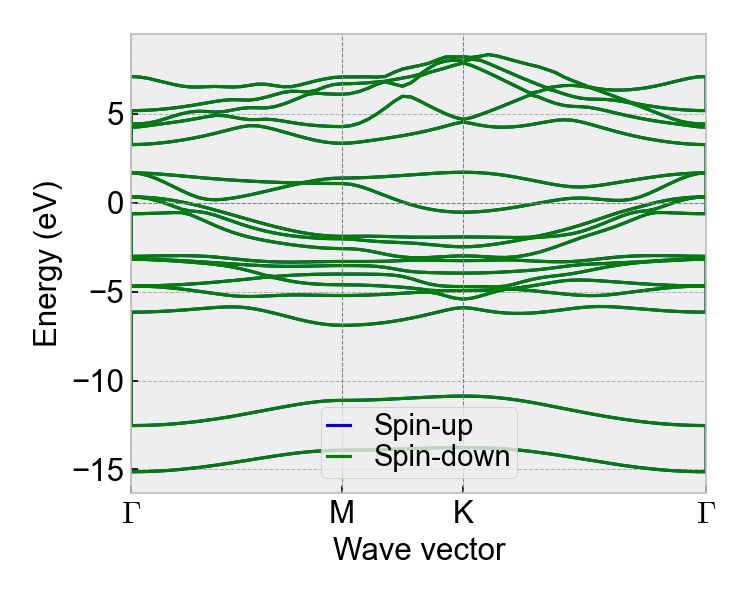 Energy (eV)
5
0
−5
−10
−15
Spin-up
Spin-down
Γ M K Γ
Wave vector